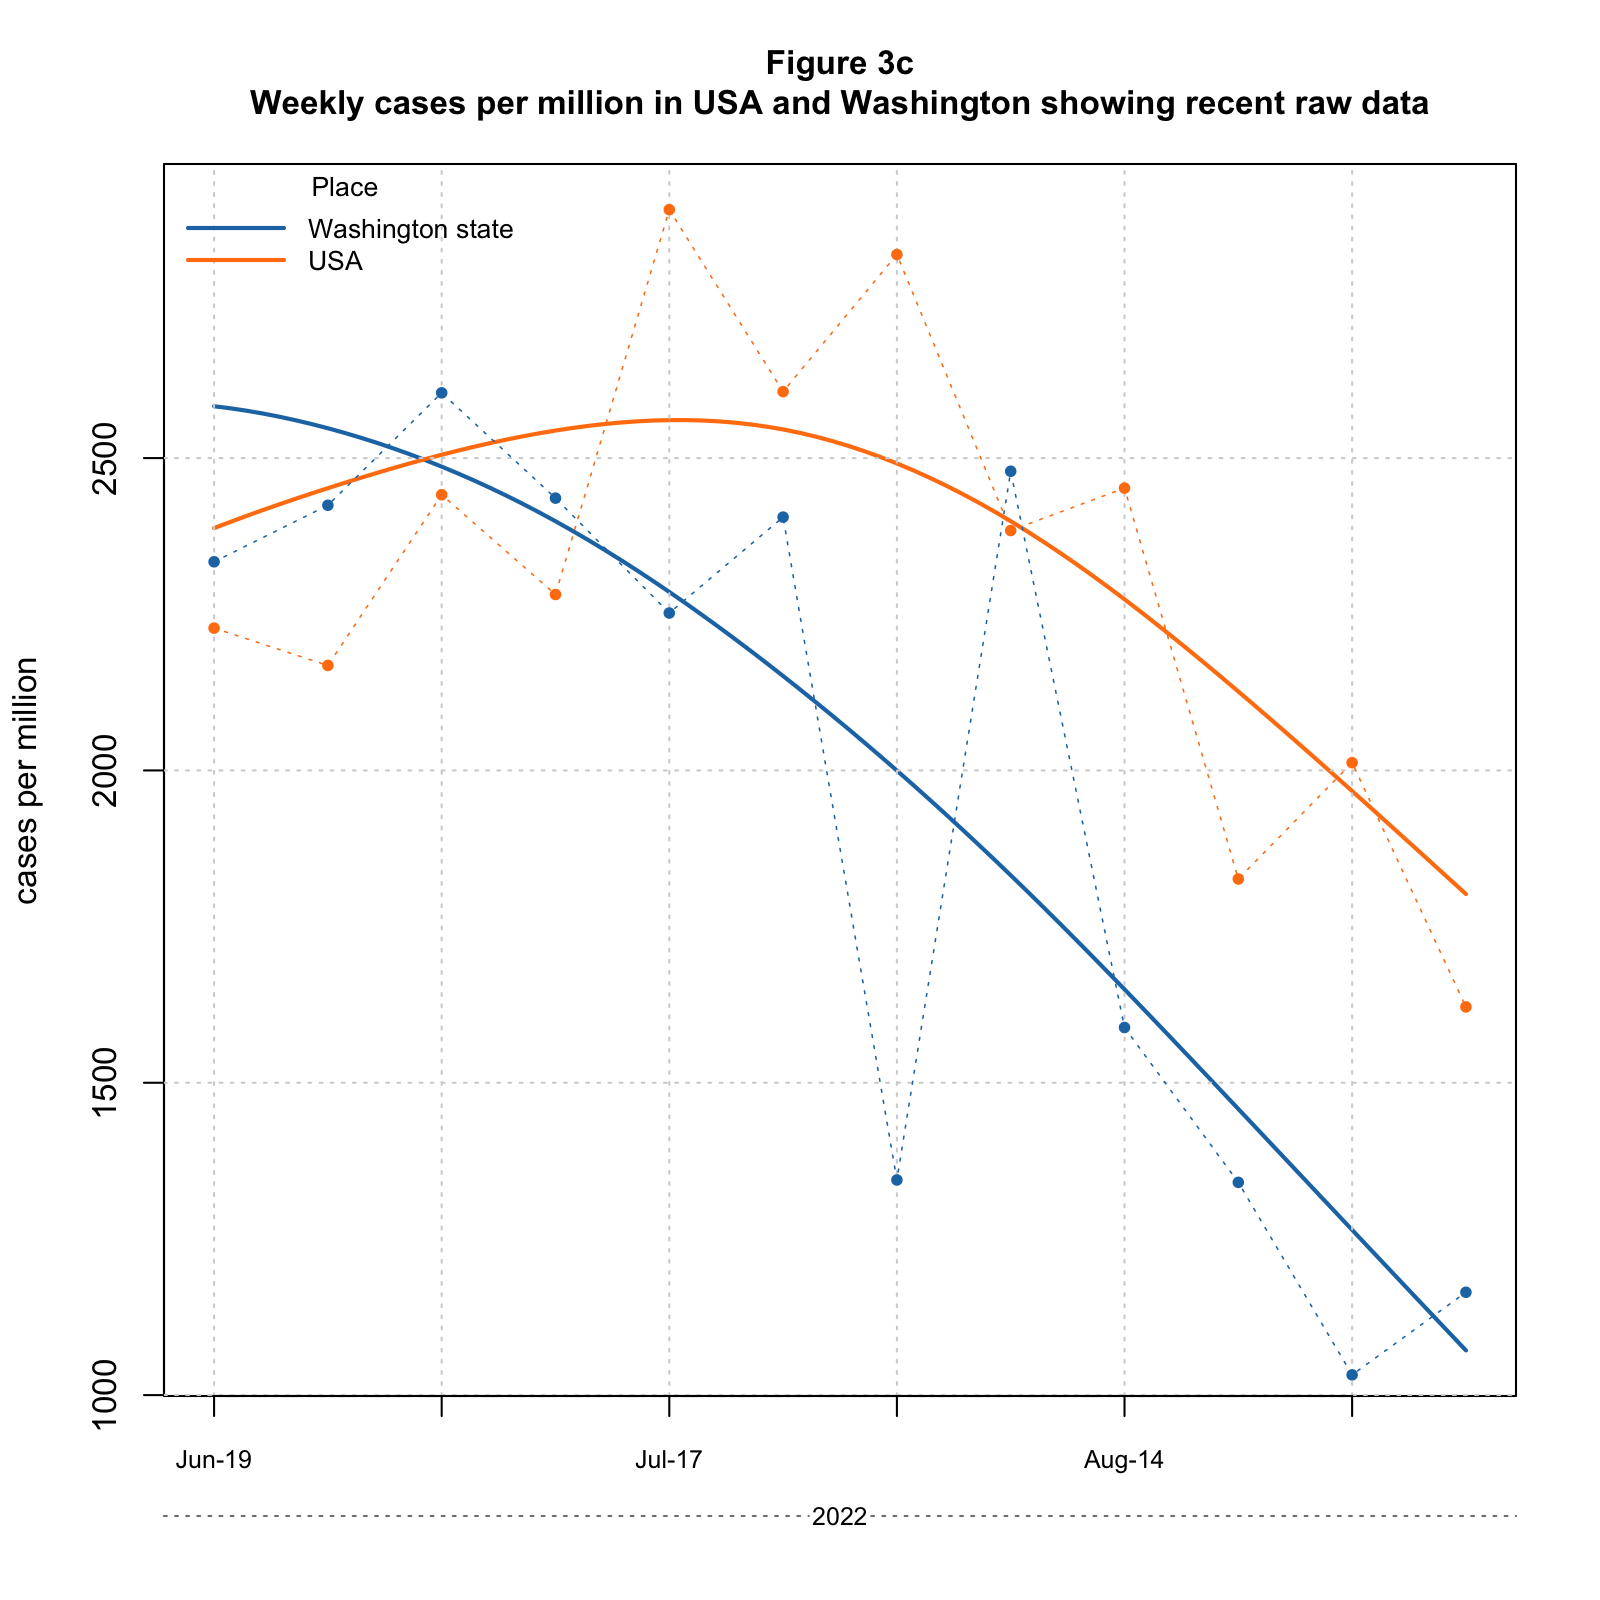 Figure 3c
Weekly cases per million in USA and Washington showing recent raw data
Place
Washington state
USA
cases per million
2500
2000
1500
1000
Jun-19
Jul-17
Aug-14
2022